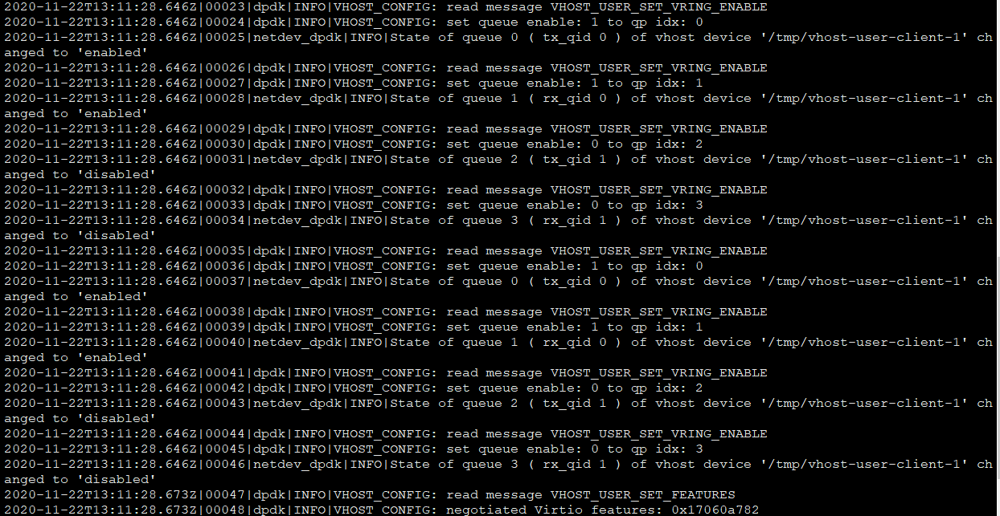 2020-11-22T13:11:28.646Z|00023|dpdk|INFO|VHOST_CONFIG: read message VHOST_USER_SET_VRING_ENABLE
2020-11-22T13:11:28.646Z|00024|dpdk|INFO|VHOST_CONFIG: set queue enable: 1 to qp idx: 0
2020-11-22T13:11:28.646Z|00025|netdev_dpdk|INFO|State of queue 0 ( tx_qid 0 ) of vhost device '/tmp/vhost-user-client-1' ch
anged to 'enabled'
2020-11-22T13:11:28.646Z|00026|dpdk|INFO|VHOST_CONFIG: read message VHOST_USER_SET_VRING_ENABLE
2020-11-22T13:11:28.646Z|00027|dpdk|INFO|VHOST_CONFIG: set queue enable: 1 to qp idx: 1
2020-11-22T13:11:28.646Z|00028|netdev_dpdk|INFO|State of queue 1 ( rx_qid 0 ) of vhost device '/tmp/vhost-user-client-1' ch
anged to 'enabled'
2020-11-22T13:11:28.646Z|00029|dpdk|INFO|VHOST_CONFIG: read message VHOST_USER_SET_VRING_ENABLE
2020-11-22T13:11:28.646Z|00030|dpdk|INFO|VHOST_CONFIG: set queue enable: 0 to qp idx: 2
2020-11-22T13:11:28.646Z|00031|netdev_dpdk|INFO|State of queue 2 ( tx_qid 1 ) of vhost device '/tmp/vhost-user-client-1' ch
anged to 'disabled'
2020-11-22T13:11:28.646Z|00032|dpdk|INFO|VHOST_CONFIG: read message VHOST_USER_SET_VRING_ENABLE
2020-11-22T13:11:28.646Z|00033|dpdk|INFO|VHOST_CONFIG: set queue enable: 0 to qp idx: 3
2020-11-22T13:11:28.646Z|00034|netdev_dpdk|INFO|State of queue 3 ( rx_qid 1 ) of vhost device '/tmp/vhost-user-client-1' ch
anged to 'disabled'
2020-11-22T13:11:28.646Z|00035|dpdk|INFO|VHOST_CONFIG: read message VHOST_USER_SET_VRING_ENABLE
2020-11-22T13:11:28.646Z|00036|dpdk|INFO|VHOST_CONFIG: set queue enable: 1 to qp idx: 0
2020-11-22T13:11:28.646Z|00037|netdev_dpdk|INFO|State of queue 0 ( tx_qid 0 ) of vhost device '/tmp/vhost-user-client-1' ch
anged to 'enabled'
2020-11-22T13:11:28.646Z|00038|dpdk|INFO|VHOST_CONFIG: read message VHOST_USER_SET_VRING_ENABLE
2020-11-22T13:11:28.646Z|00039|dpdk|INFO|VHOST_CONFIG: set queue enable: 1 to qp idx: 1
2020-11-22T13:11:28.646Z|00040|netdev_dpdk|INFO|State of queue 1 ( rx_qid 0 ) of vhost device '/tmp/vhost-user-client-1' ch
anged to 'enabled'
2020-11-22T13:11:28.646Z|00041|dpdk|INFO|VHOST_CONFIG: read message VHOST_USER_SET_VRING_ENABLE
2020-11-22T13:11:28.646Z|00042|dpdk|INFO|VHOST_CONFIG: set queue enable: 0 to qp idx: 2
2020-11-22T13:11:28.646Z|00043|netdev_dpdk|INFO|State of queue 2 ( tx_qid 1 ) of vhost device '/tmp/vhost-user-client-1' ch
anged to 'disabled'
2020-11-22T13:11:28.646Z|00044|dpdk|INFO|VHOST_CONFIG: read message VHOST_USER_SET_VRING_ENABLE
2020-11-22T13:11:28.646Z|00045|dpdk|INFO|VHOST_CONFIG: set queue enable: 0 to qp idx: 3
2020-11-22T13:11:28.646Z|00046|netdev_dpdk|INFO|State of queue 3 ( rx_qid 1 ) of vhost device '/tmp/vhost-user-client-1' ch
anged to 'disabled'
2020-11-22T13:11:28.673Z|00047|dpdk|INFO|VHOST_CONFIG: read message VHOST_USER_SET_FEATURES
2020-11-22T13:11:28.673Z|00048|dpdk|INFO|VHOST_CONFIG: negotiated Virtio features: 0x17060a782